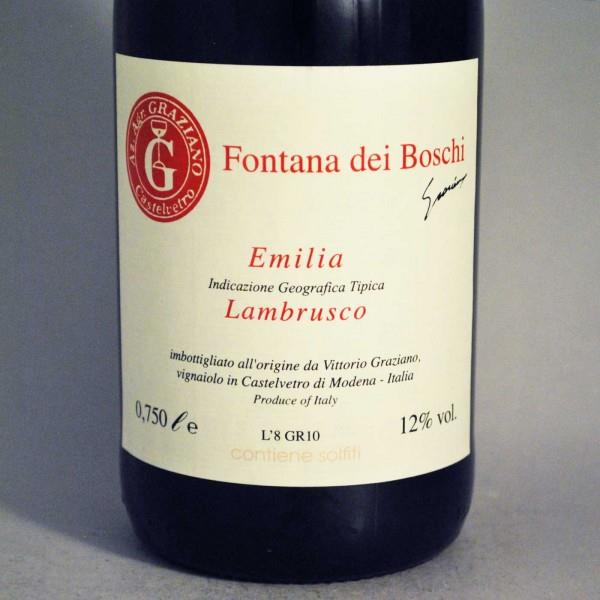 Az. Agr. GRAZIANO
G
Castelvetro
Fontana dei Boschi
Emilia
Indicazione Geografica Tipica
Lambrusco
imbottigliato all'origine da Vittorio Graziano,
vignaiolo in Castelvetro di Modena - Italia
Produce of Italy
0,750 ℓ e
L'8 GR10
12% vol.
contiene solfiti